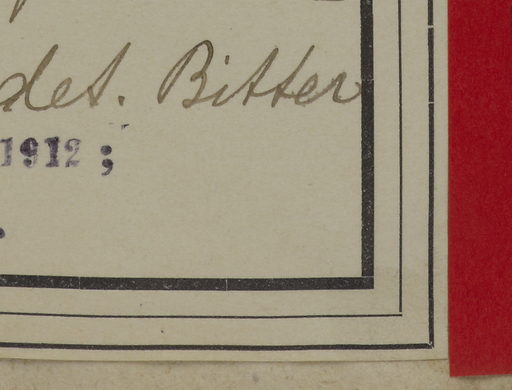 det. Bitter
1912;
.